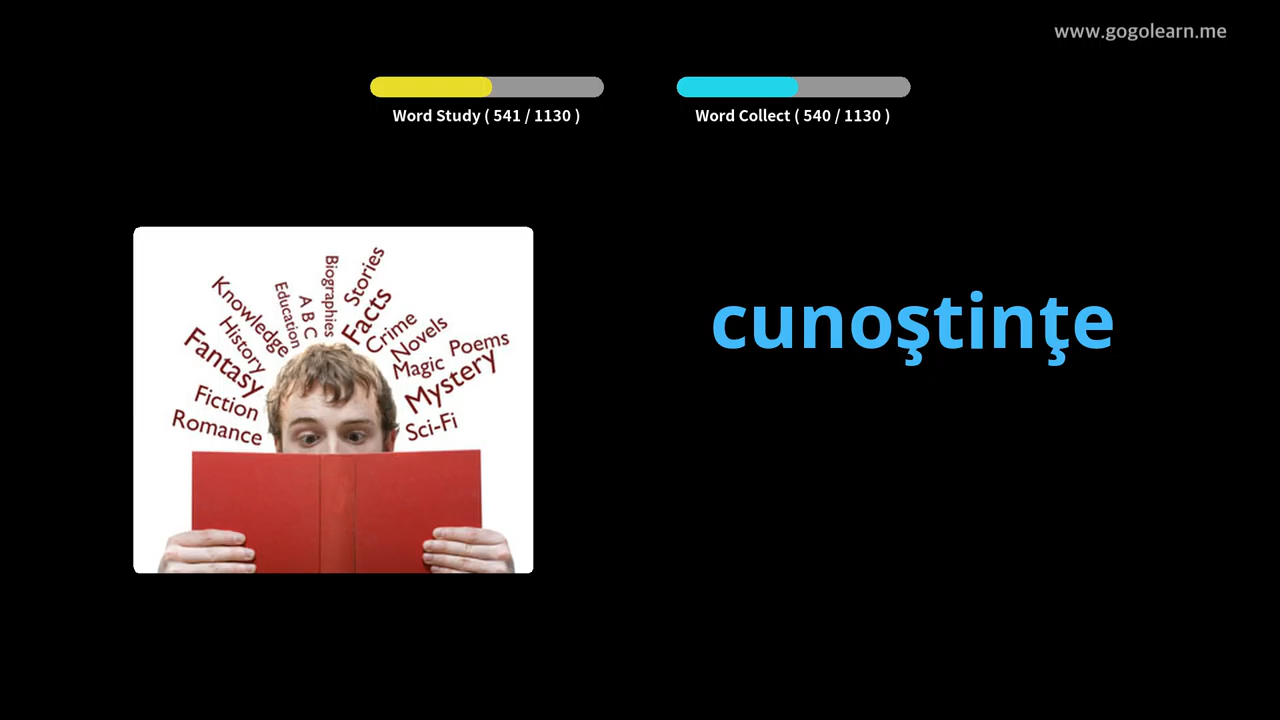 www.gogolearn.me
Word Study ( 541 / 1130 )
Word Collect ( 540 / 1130 )
cunoştinţe
Biographies
Stories
Education
A B C
Facts
Knowledge
Crime
History
Novels
Fantasy
Magic
Poems
Mystery
Fiction
Romance
Sci-Fi